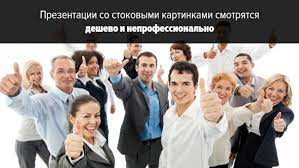 Презентации со стоковыми картинками смотрятся
дешево и непрофессионально